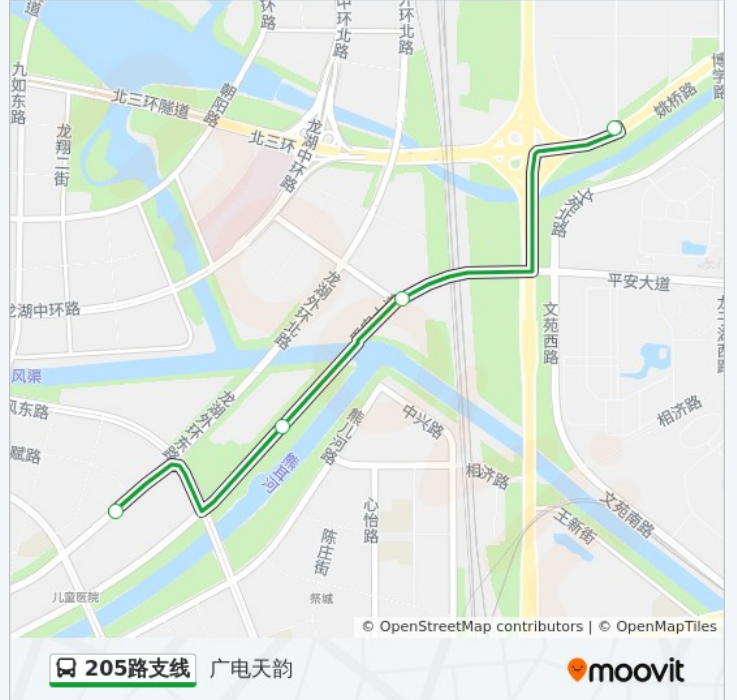 道
环路
中环北路
外环北路
九如东路
朝阳路
北三环隧道
北三环
龙湖中环路
龙翔二街
博学路
姚桥路
文苑北路
龙湖中环路
龙湖外环北路
平安大道
文苑西路
风渠
风东路
赋路
龙湖外环东路
熊儿河路
中兴路
熊耳河
相济路
相济路
心怡路
陈庄街
文苑南路
王新街
儿童医院
祭城
© OpenStreetMap contributors | © OpenMapTiles
205路支线 广电天韵
moovit